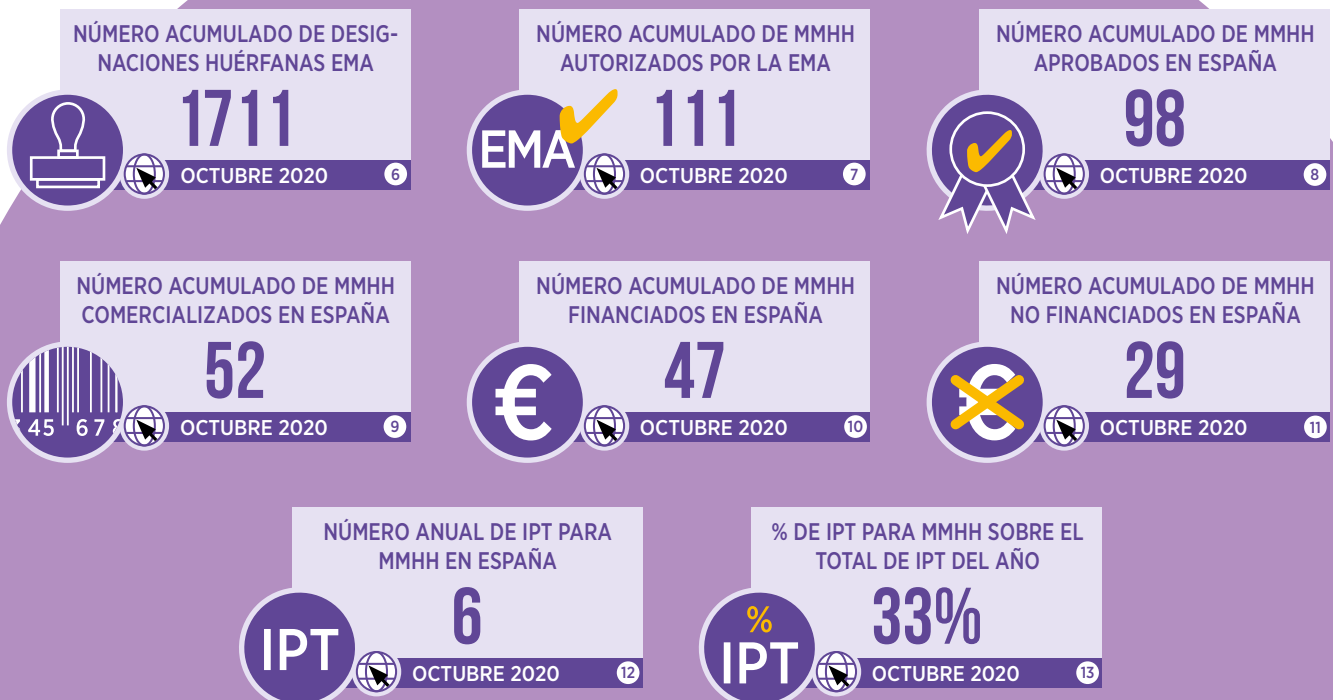 NÚMERO ACUMULADO DE DESIG-
NACIONES HUÉRFANAS EMA
1711
OCTUBRE 2020 6
NÚMERO ACUMULADO DE MMHH
AUTORIZADOS POR LA EMA
111
EMA
OCTUBRE 2020 7
NÚMERO ACUMULADO DE MMHH
APROBADOS EN ESPAÑA
98
OCTUBRE 2020 8
NÚMERO ACUMULADO DE MMHH
COMERCIALIZADOS EN ESPAÑA
52
345 678
OCTUBRE 2020 9
NÚMERO ACUMULADO DE MMHH
FINANCIADOS EN ESPAÑA
47
€
OCTUBRE 2020 10
NÚMERO ACUMULADO DE MMHH
NO FINANCIADOS EN ESPAÑA
29
€
OCTUBRE 2020 11
NÚMERO ANUAL DE IPT PARA
MMHH EN ESPAÑA
6
IPT
OCTUBRE 2020 12
% DE IPT PARA MMHH SOBRE EL
TOTAL DE IPT DEL AÑO
33%
%
IPT
OCTUBRE 2020 13